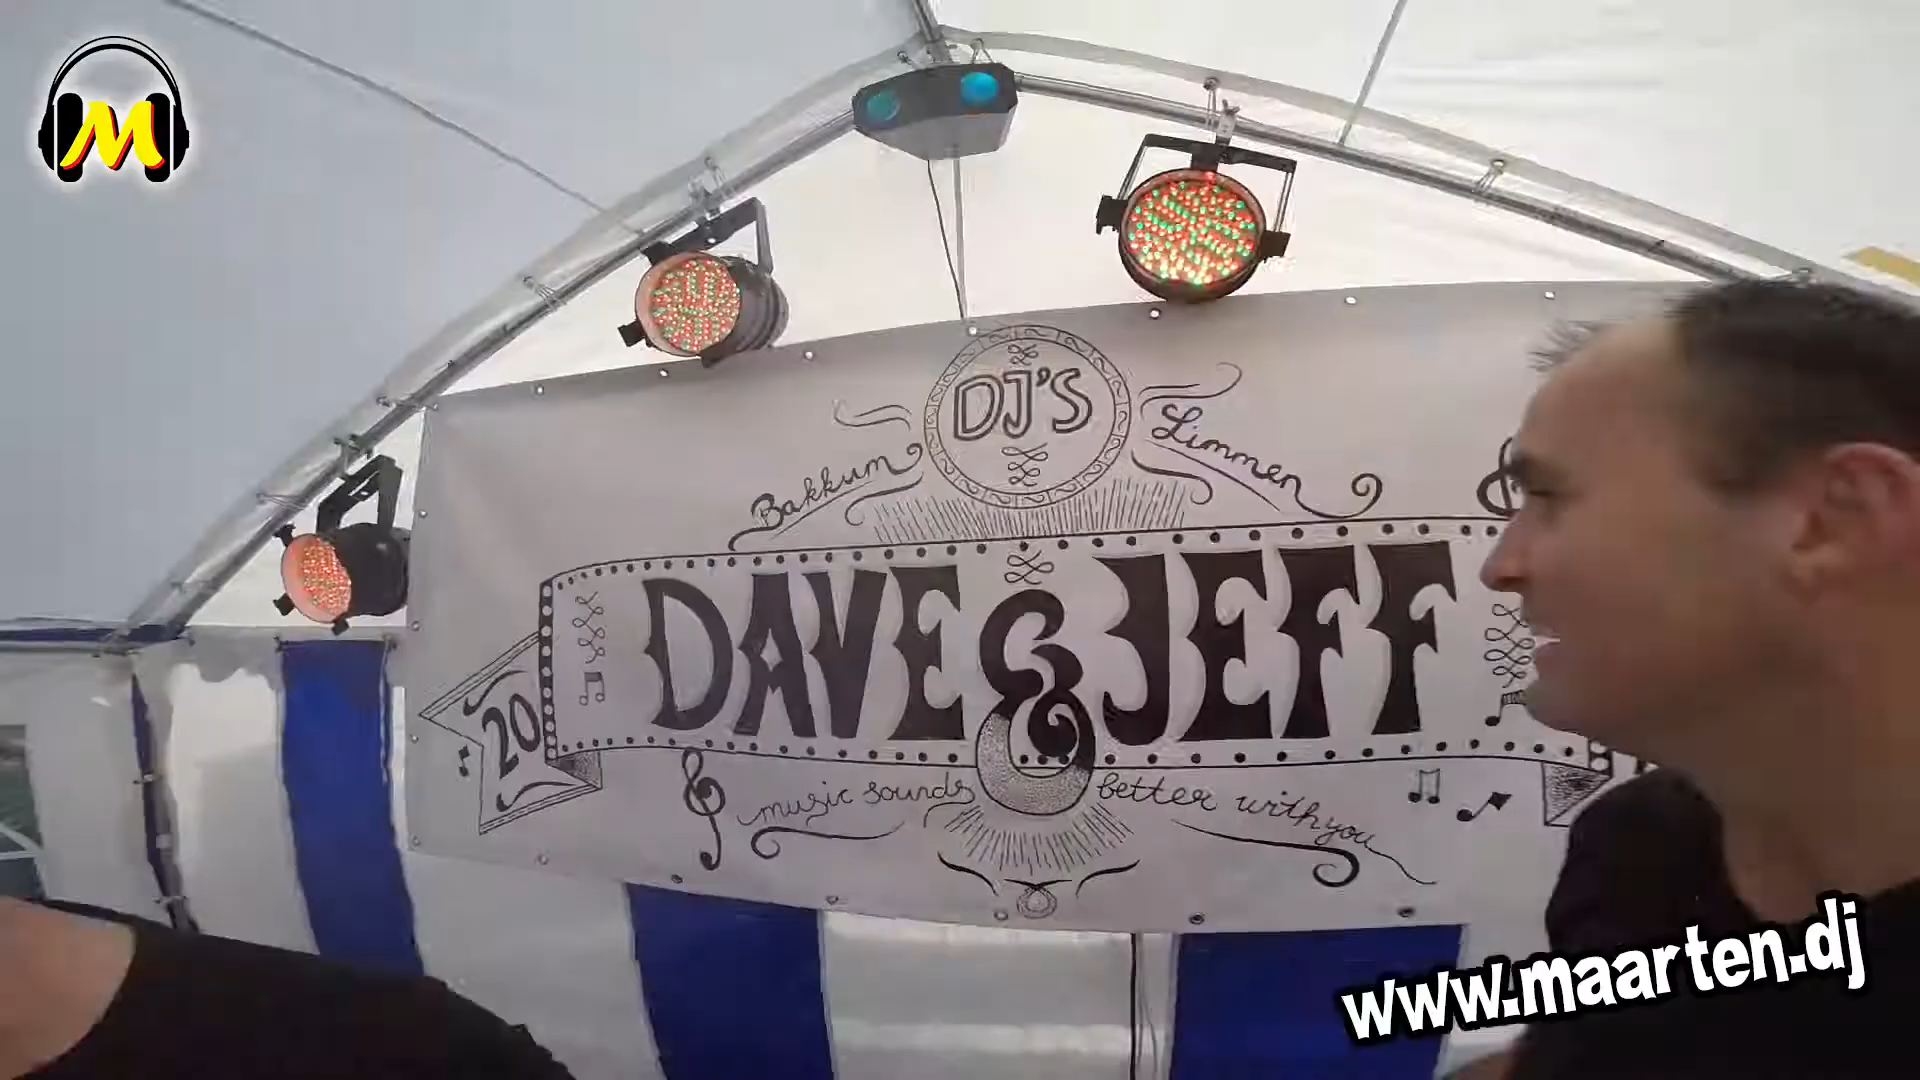 M
DJ'S
Bakkum
Limmen
DAVE & JEFF
20
music sounds better with you
www.maarten.dj